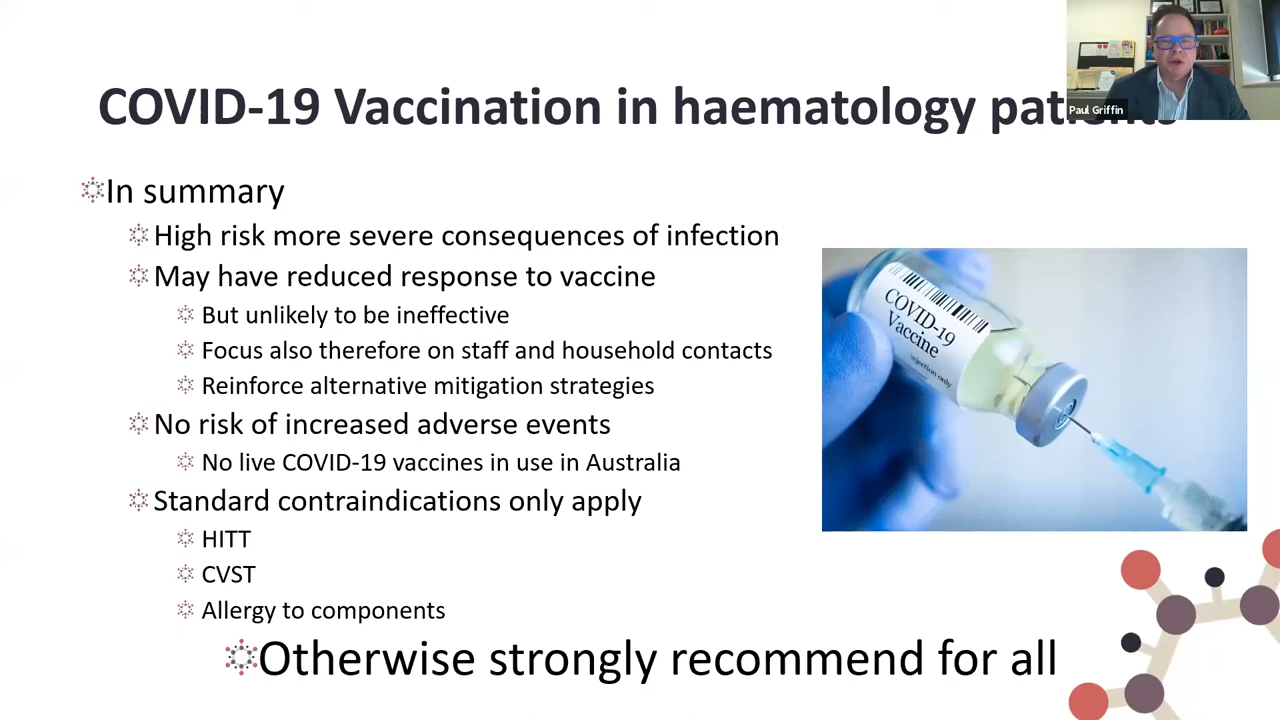 COVID-19 Vaccination in haematology patients
Paul Griffin
In summary
High risk more severe consequences of infection
May have reduced response to vaccine
But unlikely to be ineffective
Focus also therefore on staff and household contacts
Reinforce alternative mitigation strategies
No risk of increased adverse events
No live COVID-19 vaccines in use in Australia
Standard contraindications only apply
HITT
CVST
Allergy to components
Otherwise strongly recommend for all
COVID-19
Vaccine
injection only